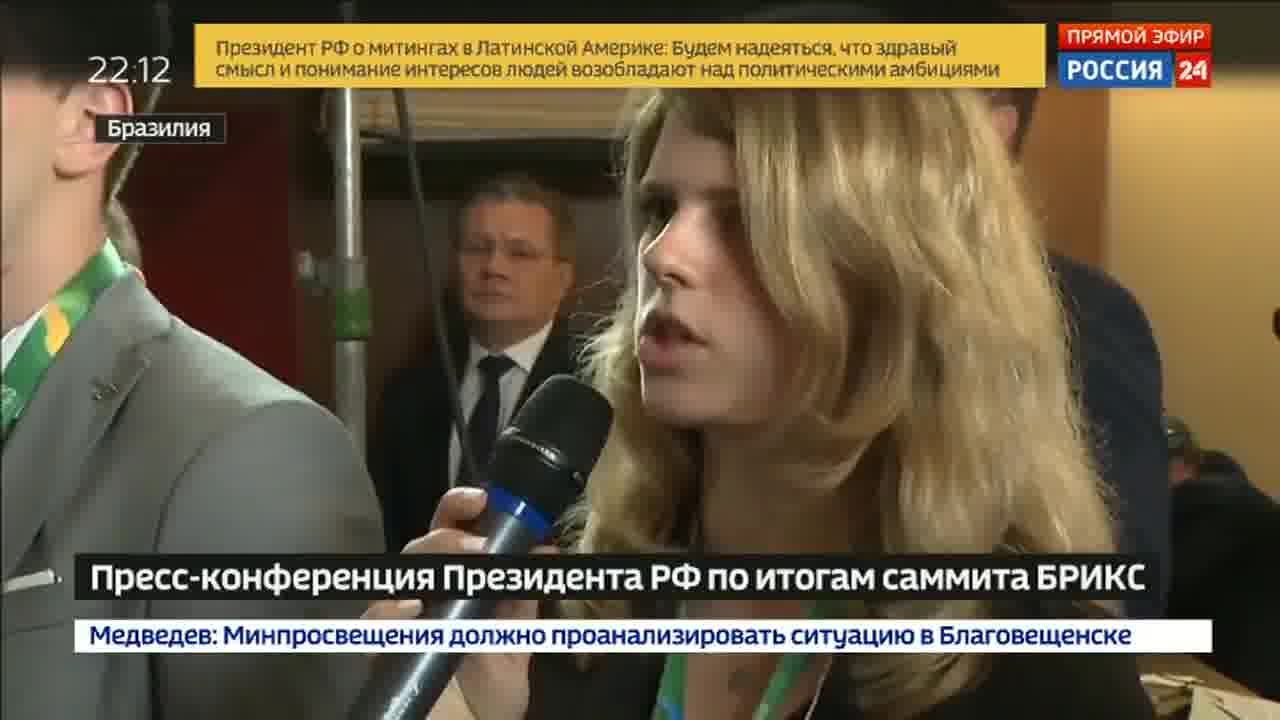 22:12
Президент РФ о митингах в Латинской Америке: Будем надеяться, что здравый
смысл и понимание интересов людей возобладают над политическими амбициями
ПРЯМОЙ ЭФИР
РОССИЯ 24
Бразилия
Пресс-конференция Президента РФ по итогам саммита БРИКС
Медведев: Минпросвещения должно проанализировать ситуацию в Благовещенске